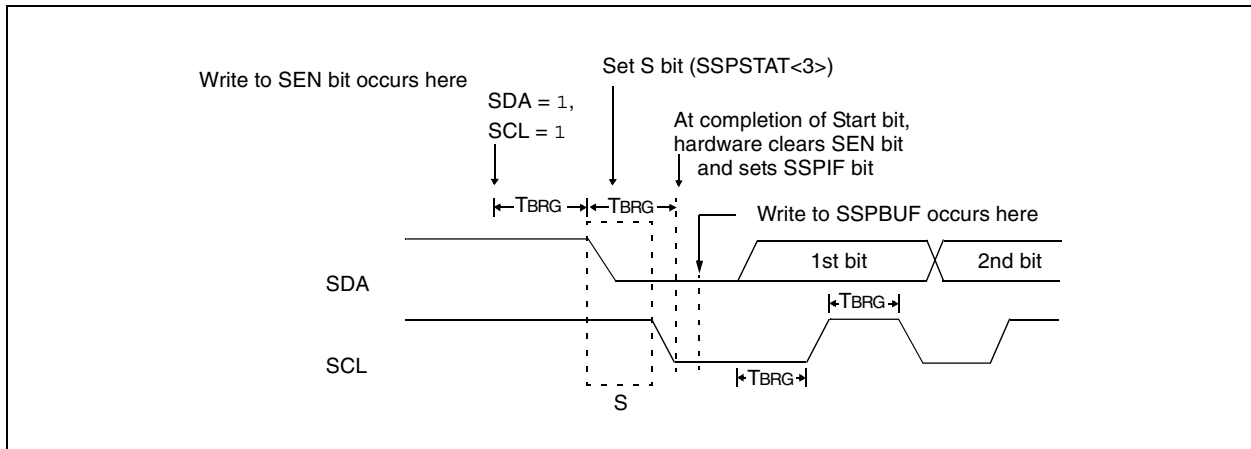 Write to SEN bit occurs here
Set S bit (SSPSTAT<3>)
SDA = 1,
SCL = 1
At completion of Start bit,
hardware clears SEN bit
and sets SSPIF bit
TBRG
TBRG
Write to SSPBUF occurs here
SDA
1st bit
2nd bit
TBRG
SCL
TBRG
S